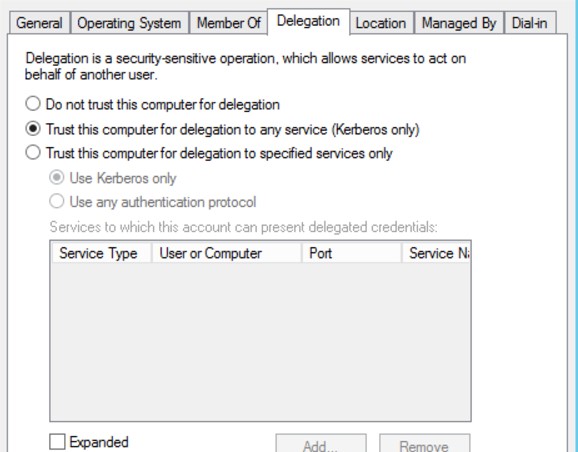 General Operating System Member Of Delegation Location Managed By Dial-in
Delegation is a security-sensitive operation, which allows services to act on
behalf of another user.
Do not trust this computer for delegation
Trust this computer for delegation to any service (Kerberos only)
Trust this computer for delegation to specified services only
Use Kerberos only
Use any authentication protocol
Services to which this account can present delegated credentials:
Service Type User or Computer Port Service Na
Expanded Add... Remove